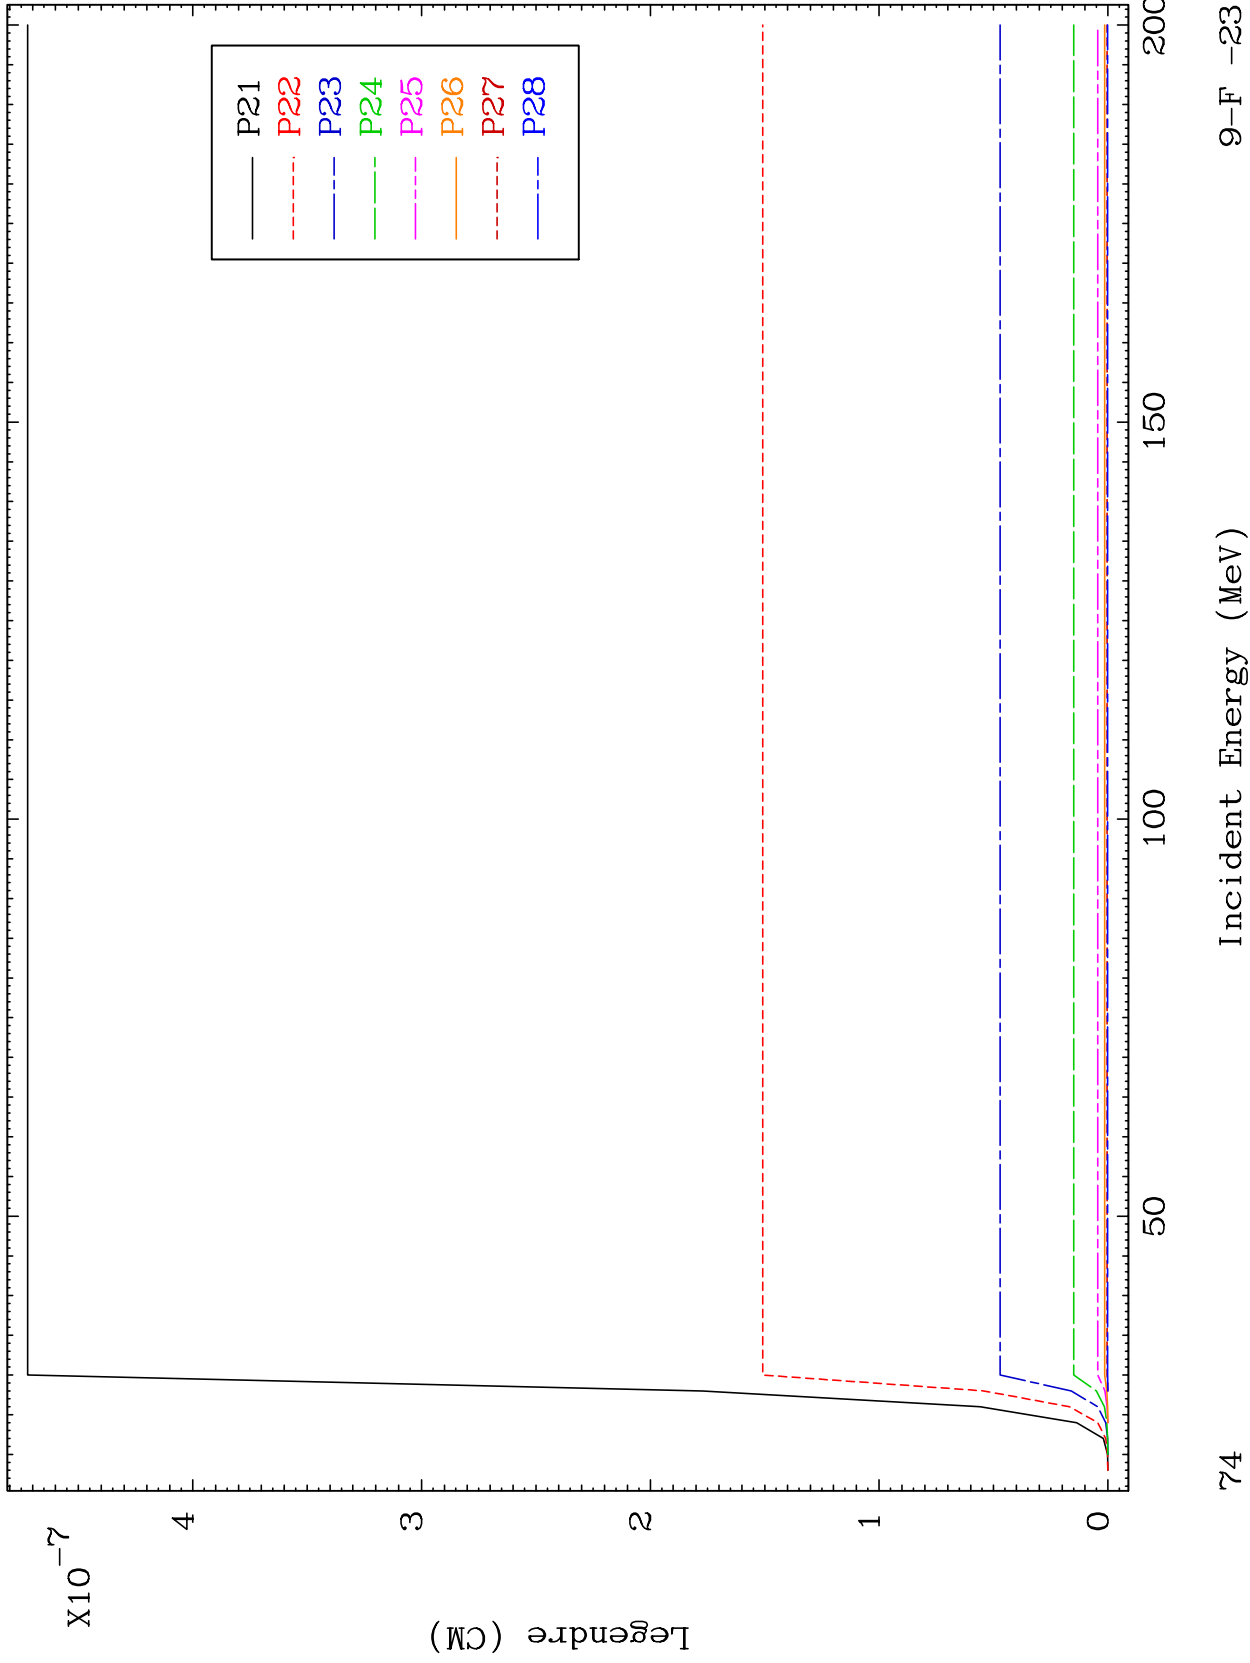 X10-7
4
3
2
1
0
Legendre (CM)
P21
P22
P23
P24
P25
P26
P27
P28
50
100
150
200
74
Incident Energy (MeV)
9-F -23